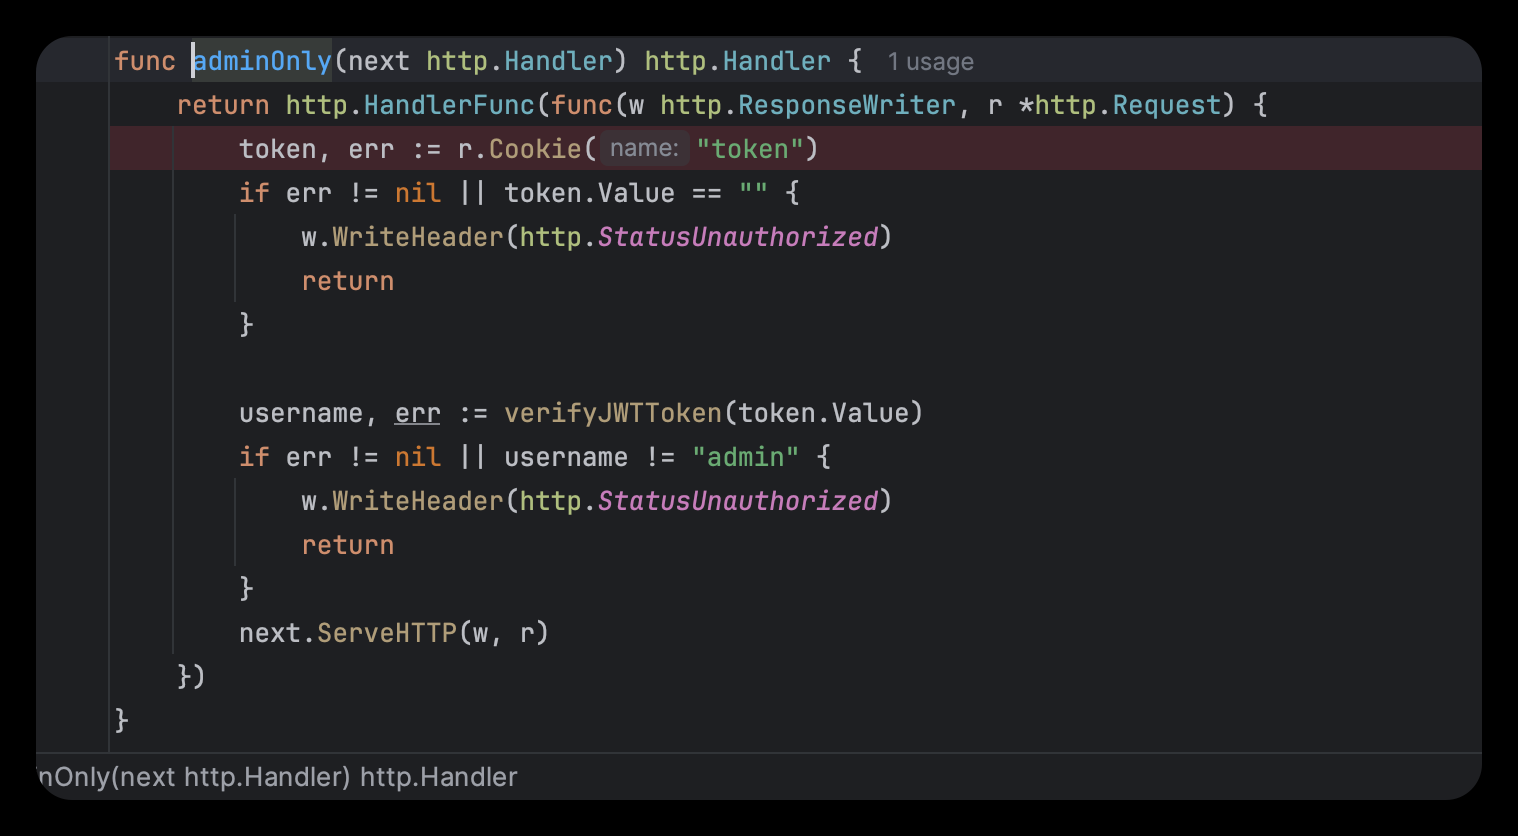 func adminOnly(next http.Handler) http.Handler { 1 usage
return http.HandlerFunc(func(w http.ResponseWriter, r *http.Request) {
token, err := r.Cookie( name: "token")
if err != nil || token.Value == "" {
w.WriteHeader(http.StatusUnauthorized)
return
}
username, err := verifyJWTToken(token.Value)
if err != nil || username != "admin" {
w.WriteHeader(http.StatusUnauthorized)
return
}
next.ServeHTTP(w, r)
})
}
nOnly(next http.Handler) http.Handler